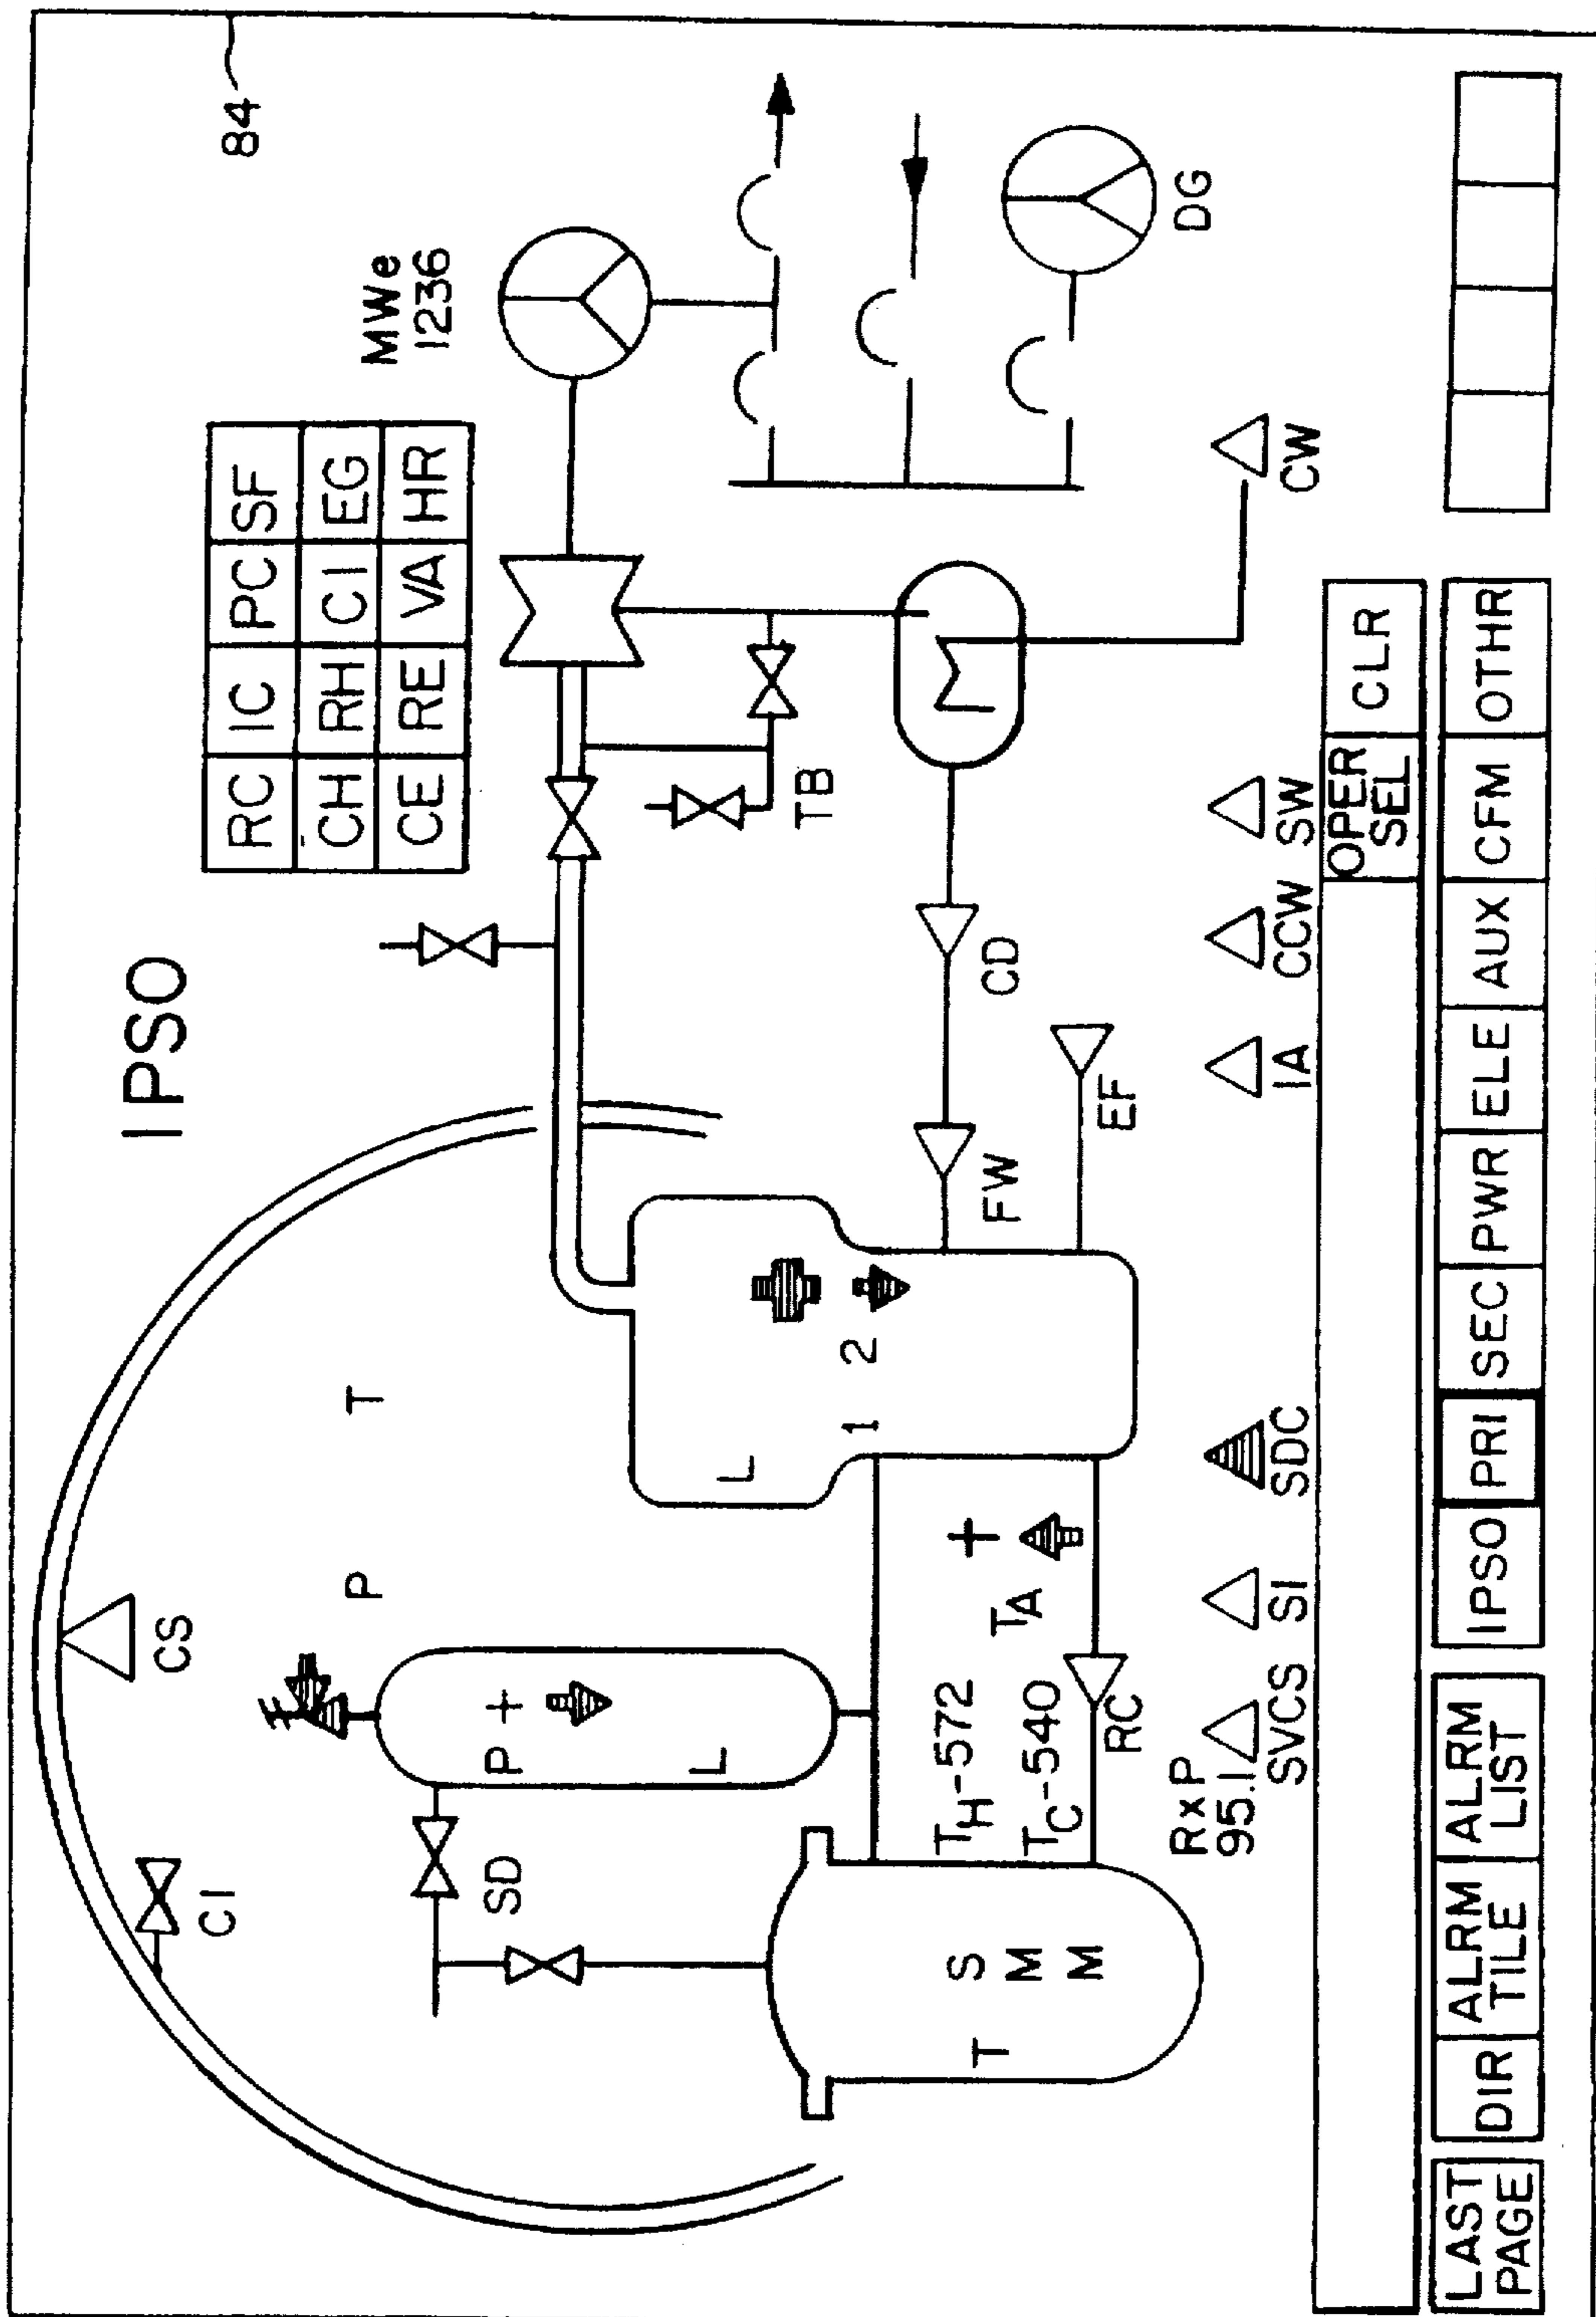 IPSO
84
RC IC PC SF
CH RH CI EG
CE RE VA HR
MWe
1236
CS
CI
P T
SD
P +
L
L
1 2
TB
T
S
M
M
TH-572
TC-540
TA +
RC
RxP
95.1
FW
CD
EF
DG
CW
SVCS SI SDC IA CCW SW
OPER
SEL
CLR
LAST
PAGE
DIR
ALRM
TILE
ALRM
LIST
IPSO PRI SEC PWR ELE AUX CFM OTHR